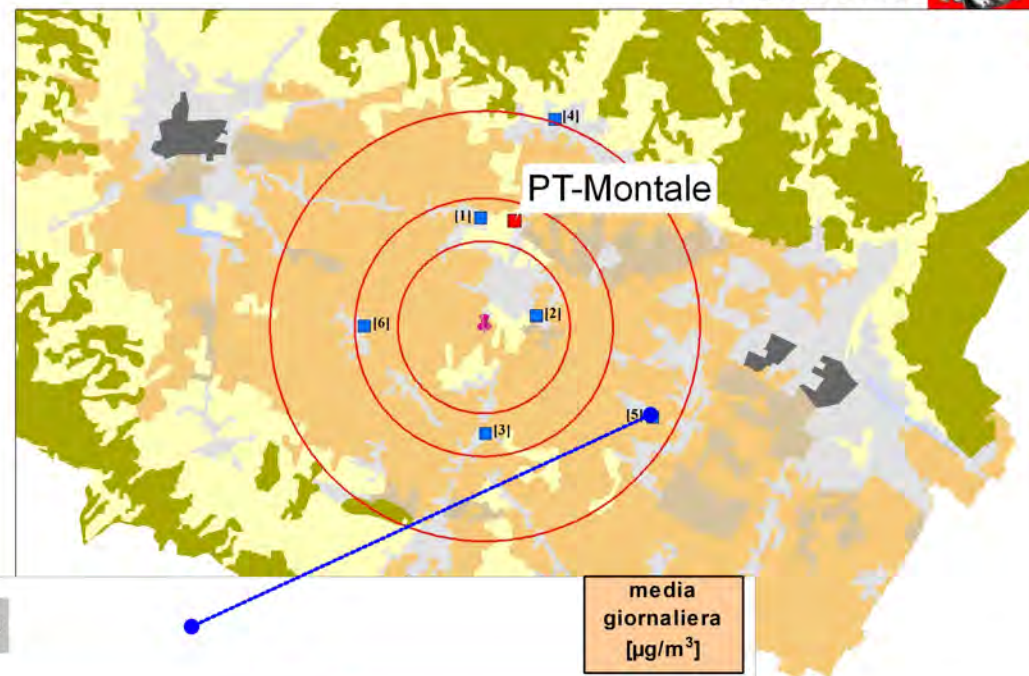 [4]
PT-Montale
[1]
[2]
[6]
[5]
[3]
media
giornaliera
[µg/m³]